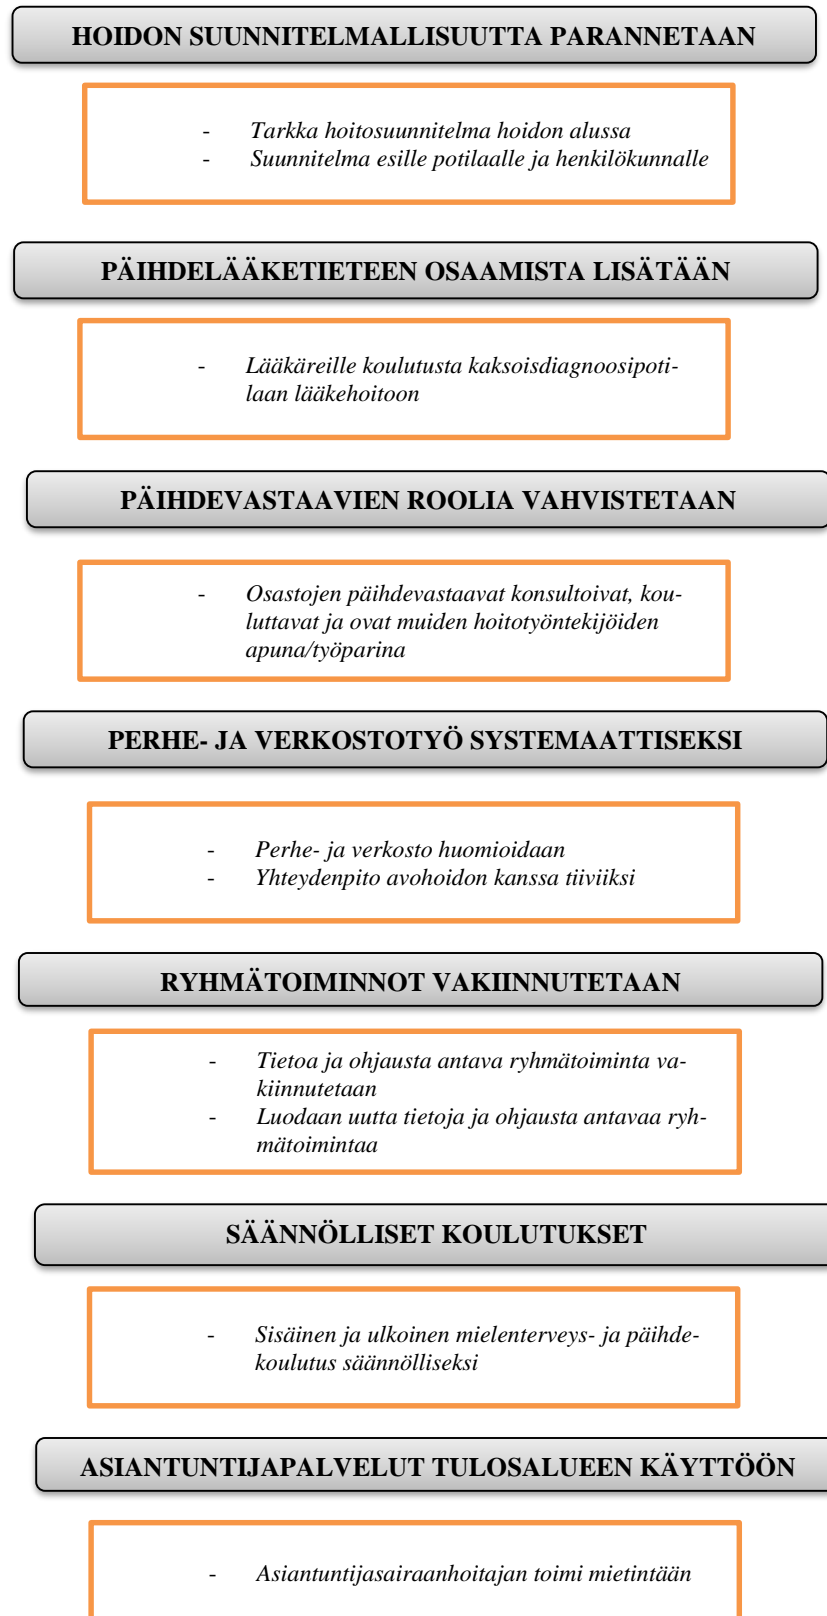 HOIDON SUUNNITELMALLISUUTTA PARANNETAAN
- Tarkka hoitosuunnitelma hoidon alussa
- Suunnitelma esille potilaalle ja henkilökunnalle
PÄIHDELÄÄKETIETEEN OSAAMISTA LISÄTÄÄN
- Lääkäreille koulutusta kaksoisdiagnoosipoti-
laan lääkehoitoon
PÄIHDEVASTAAVIEN ROOLIA VAHVISTETAAN
- Osastojen päihdevastaavat konsultoivat, kou-
luttavat ja ovat muiden hoitotyöntekijöiden
apuna/työparina
PERHE- JA VERKOSTOTYÖ SYSTEMAATTISEKSI
- Perhe- ja verkosto huomioidaan
- Yhteydenpito avohoidon kanssa tiiviiksi
RYHMÄTOIMINNOT VAKIINNUTETAAN
- Tietoa ja ohjausta antava ryhmätoiminta va-
kiinnutetaan
- Luodaan uutta tietoja ja ohjausta antavaa ryh-
mätoimintaa
SÄÄNNÖLLISET KOULUTUKSET
- Sisäinen ja ulkoinen mielenterveys- ja päihde-
koulutus säännölliseksi
ASIANTUNTIJAPALVELUT TULOSALUEEN KÄYTTÖÖN
- Asiantuntijasairaanhoitajan toimi mietintään